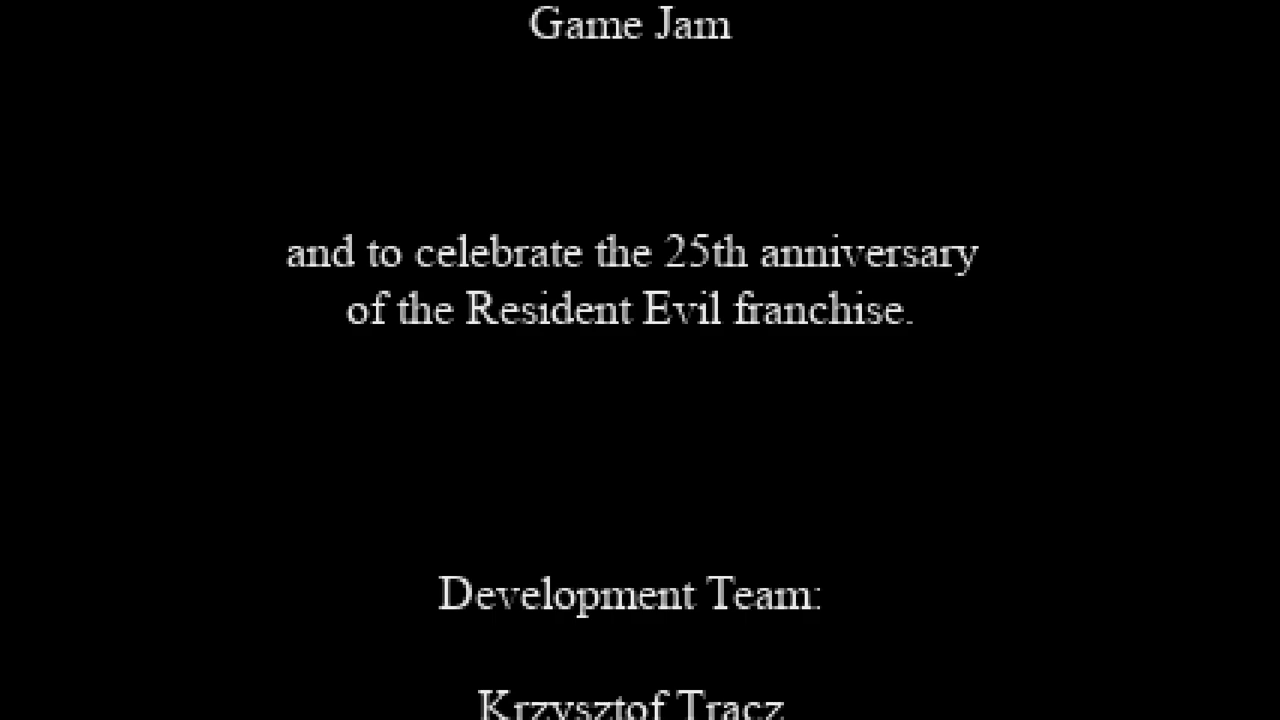 Game Jam
and to celebrate the 25th anniversary
of the Resident Evil franchise.
Development Team:
Krzysztof Tracz